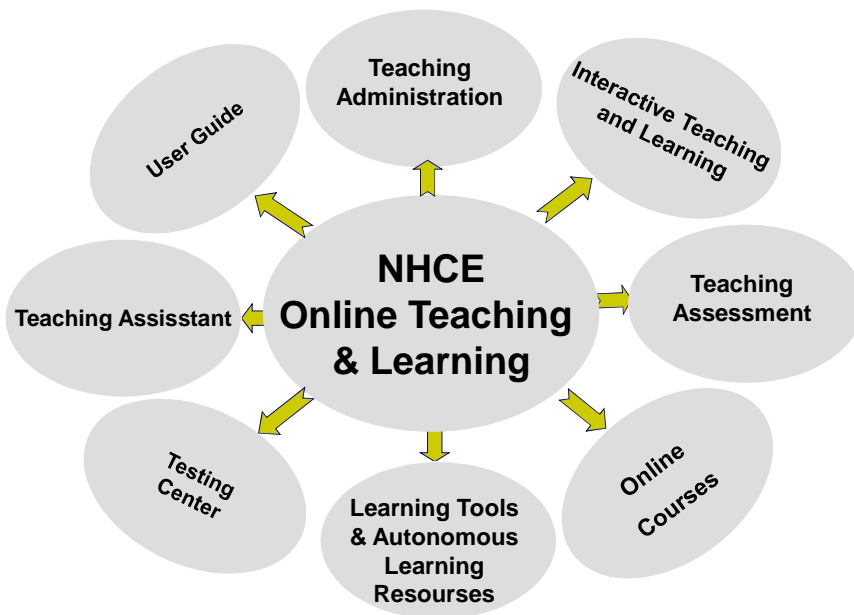 Teaching
Administration
Interactive Teaching
and Learning
User Guide
NHCE
Online Teaching
& Learning
Teaching
Assessment
Teaching Assisstant
Testing
Center
Learning Tools
& Autonomous
Learning
Resourses
Online
Courses